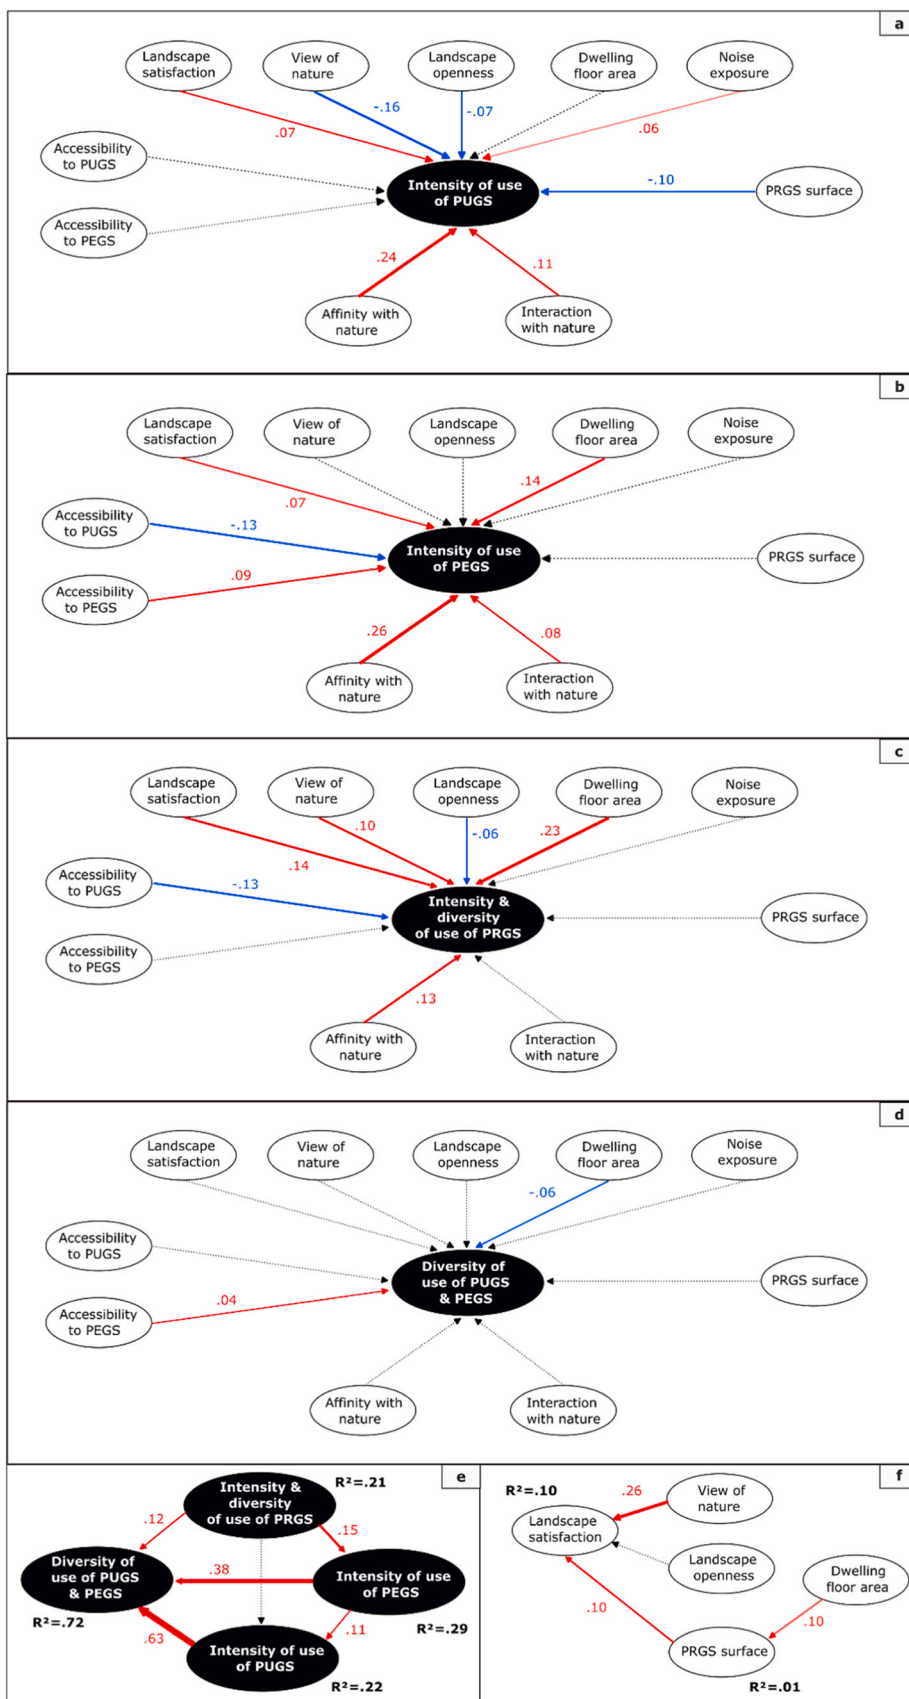 a
Landscape
satisfaction
View of
nature
Landscape
openness
Dwelling
floor area
Noise
exposure
.07
-.16
-.07
.06
Accessibility
to PUGS
Accessibility
to PEGS
Intensity of use
of PUGS
-.10
PRGS surface
.24
.11
Affinity with
nature
Interaction
with nature
b
Landscape
satisfaction
View of
nature
Landscape
openness
Dwelling
floor area
Noise
exposure
.07
.14
Accessibility
to PUGS
-.13
Accessibility
to PEGS
.09
Intensity of use
of PEGS
PRGS surface
.26
.08
Affinity with
nature
Interaction
with nature
c
Landscape
satisfaction
View of
nature
Landscape
openness
Dwelling
floor area
Noise
exposure
.14
.10
-.06
.23
Accessibility
to PUGS
-.13
Accessibility
to PEGS
Intensity &
diversity
of use of PRGS
PRGS surface
.13
Affinity with
nature
Interaction
with nature
d
Landscape
satisfaction
View of
nature
Landscape
openness
Dwelling
floor area
Noise
exposure
-.06
Accessibility
to PUGS
Accessibility
to PEGS
.04
Diversity of
use of PUGS
& PEGS
PRGS surface
Affinity with
nature
Interaction
with nature
e
Intensity &
diversity
of use of PRGS
R²=.21
.12
.15
Diversity of
use of PUGS
& PEGS
R²=.72
.38
Intensity of use
of PEGS
R²=.29
.63
.11
Intensity of use
of PUGS
R²=.22
f
R²=.10
Landscape
satisfaction
.26
View of
nature
Landscape
openness
Dwelling
floor area
.10
.10
PRGS surface
R²=.01